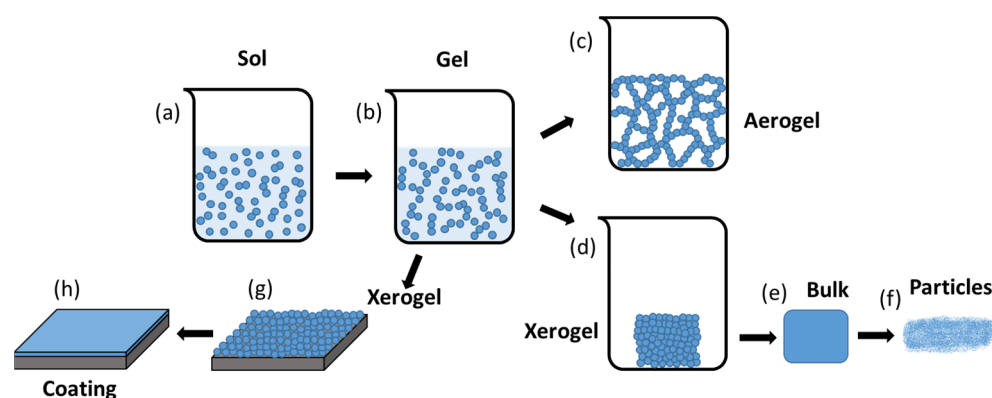 Sol
Gel
(a)
(b)
(c)
Aerogel
(d)
Xerogel
(e)
Bulk
(f)
Particles
Xerogel
(g)
(h)
Coating